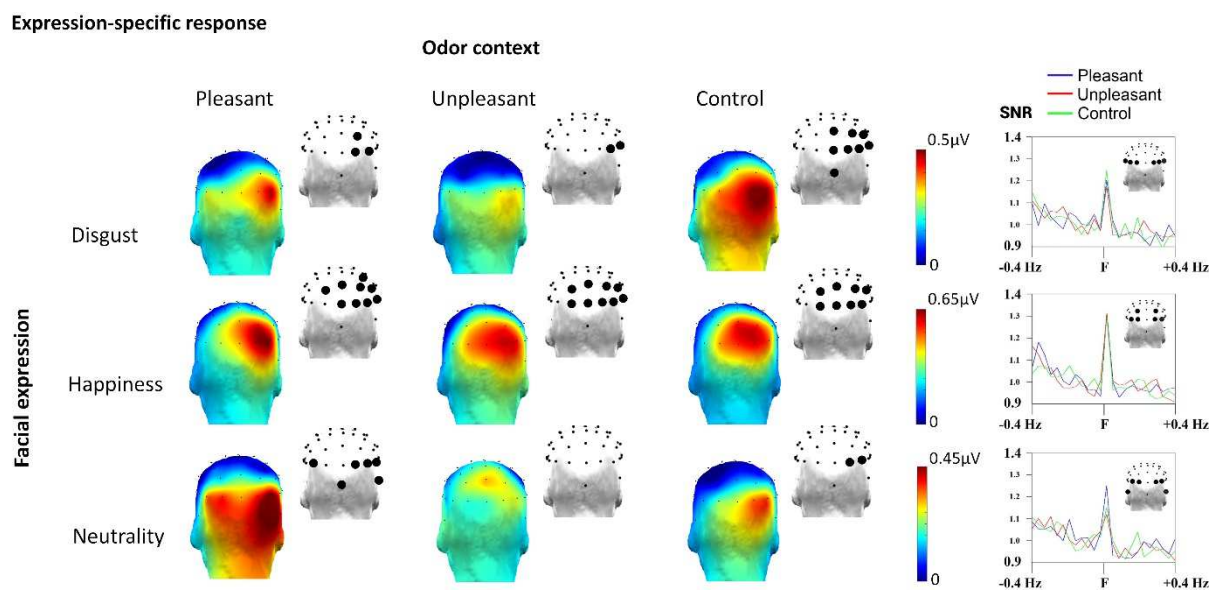 Expression-specific response
Odor context
Pleasant
Unpleasant
Control
Pleasant
Unpleasant
Control
SNR
Facial expression
Disgust
0.5µV
0
1.4
1.3
1.2
1.1
1.0
0.9
-0.4 Hz F +0.4 Hz
Happiness
0.65µV
0
1.4
1.3
1.2
1.1
1.0
0.9
-0.4 Hz F +0.4 Hz
Neutrality
0.45µV
0
1.4
1.3
1.2
1.1
1.0
0.9
-0.4 Hz F +0.4 Hz